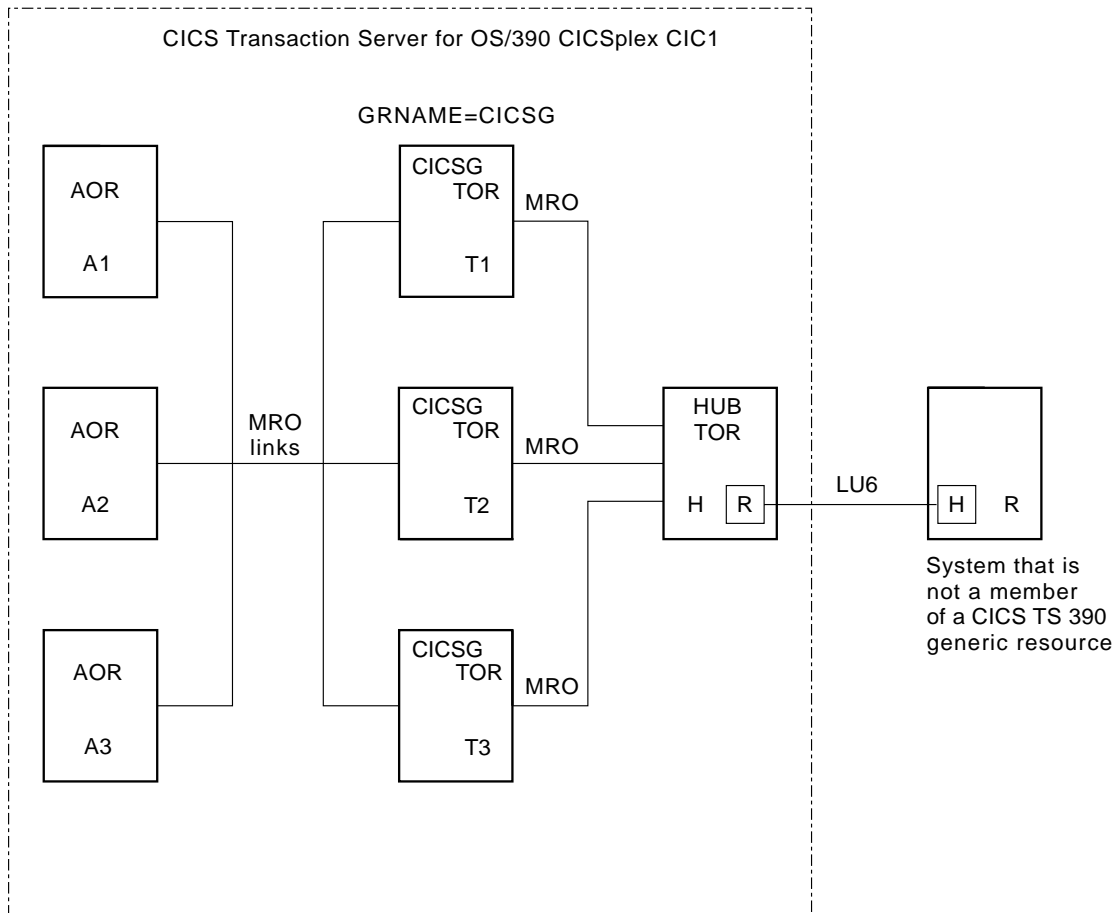 CICS Transaction Server for OS/390 CICSplex CIC1
GRNAME=CICSG
AOR
A1
CICSG
TOR
T1
MRO
AOR
A2
MRO
links
CICSG
TOR
T2
MRO
HUB
TOR
H
R
LU6
H
R
System that is
not a member
of a CICS TS 390
generic resource
AOR
A3
CICSG
TOR
T3
MRO